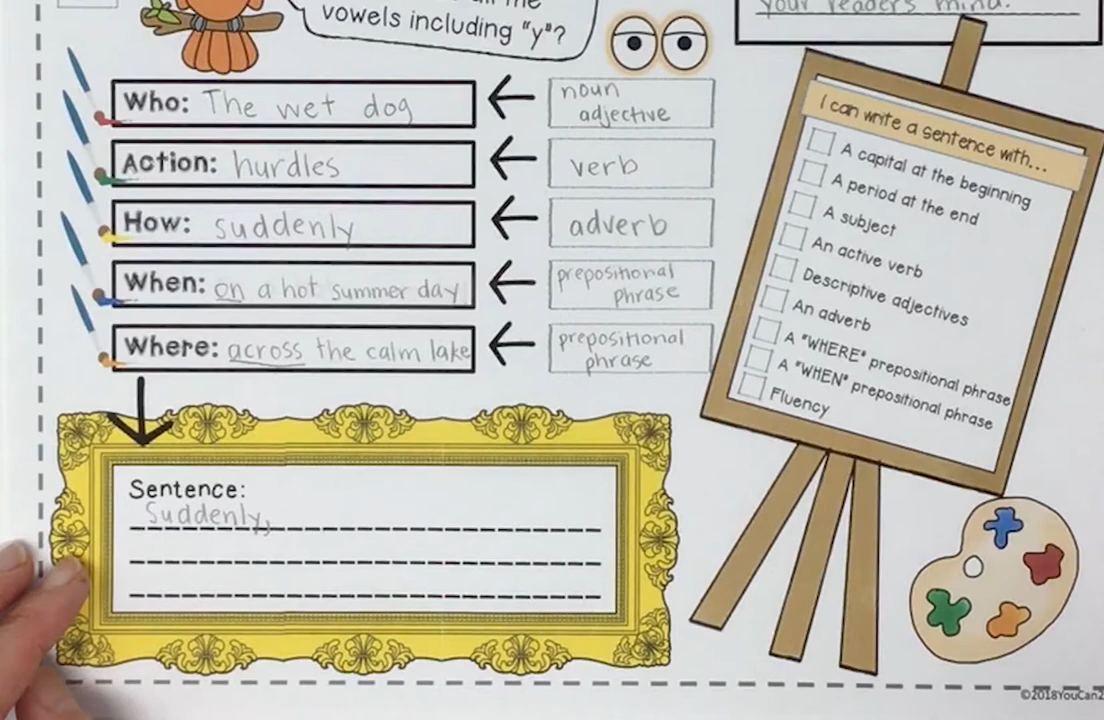 vowels including "y"?
your readers mind.
Who: The wet dog
noun
adjective
Action: hurdles
verb
How: suddenly
adverb
When: on a hot summer day
prepositional
phrase
Where: across the calm lake
prepositional
phrase
Sentence:
Suddenly,
I can write a sentence with...
A capital at the beginning
A period at the end
A subject
An active verb
Descriptive adjectives
An adverb
A "WHERE" prepositional phrase
A "WHEN" prepositional phrase
Fluency
©2018YouCan2